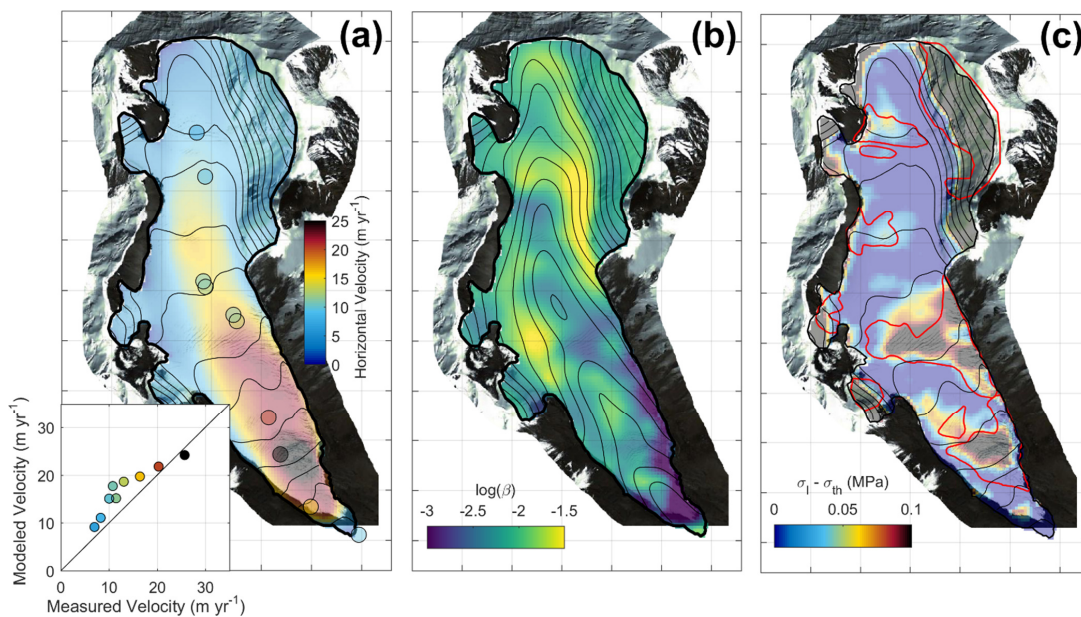 (a)
(b)
(c)
25
20
15
10
5
0
Horizontal Velocity (m yr⁻¹)
30
20
10
0
Modeled Velocity (m yr⁻¹)
0 10 20 30
Measured Velocity (m yr⁻¹)
log(β)
-3 -2.5 -2 -1.5
σ_I - σ_th (MPa)
0 0.05 0.1